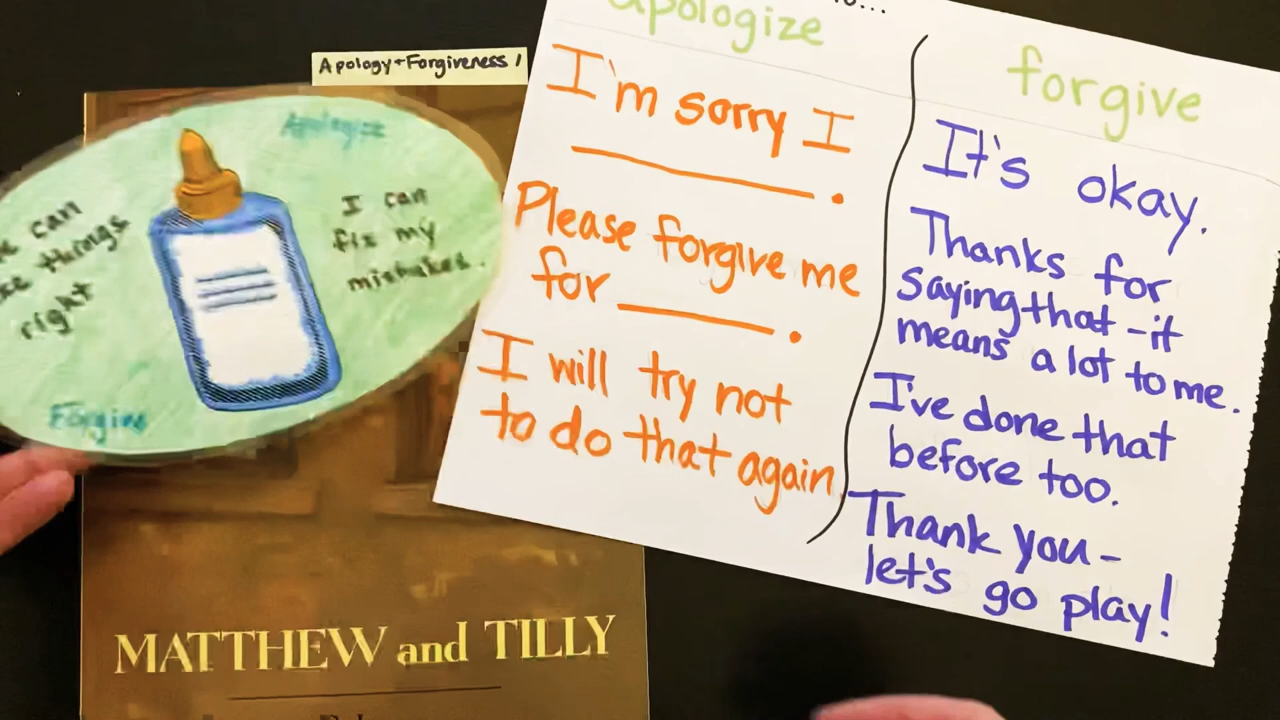 Apology + Forgiveness 1
Apologize
I can
fix my
mistakes.
can
things
right
Forgive
MATTHEW and TILLY
apologize
I'm sorry I
______.
Please forgive me
for ______.
I will try not
to do that again
forgive
It's okay.
Thanks for
saying that - it
means a lot to me.
I've done that
before too.
Thank you -
let's go play!